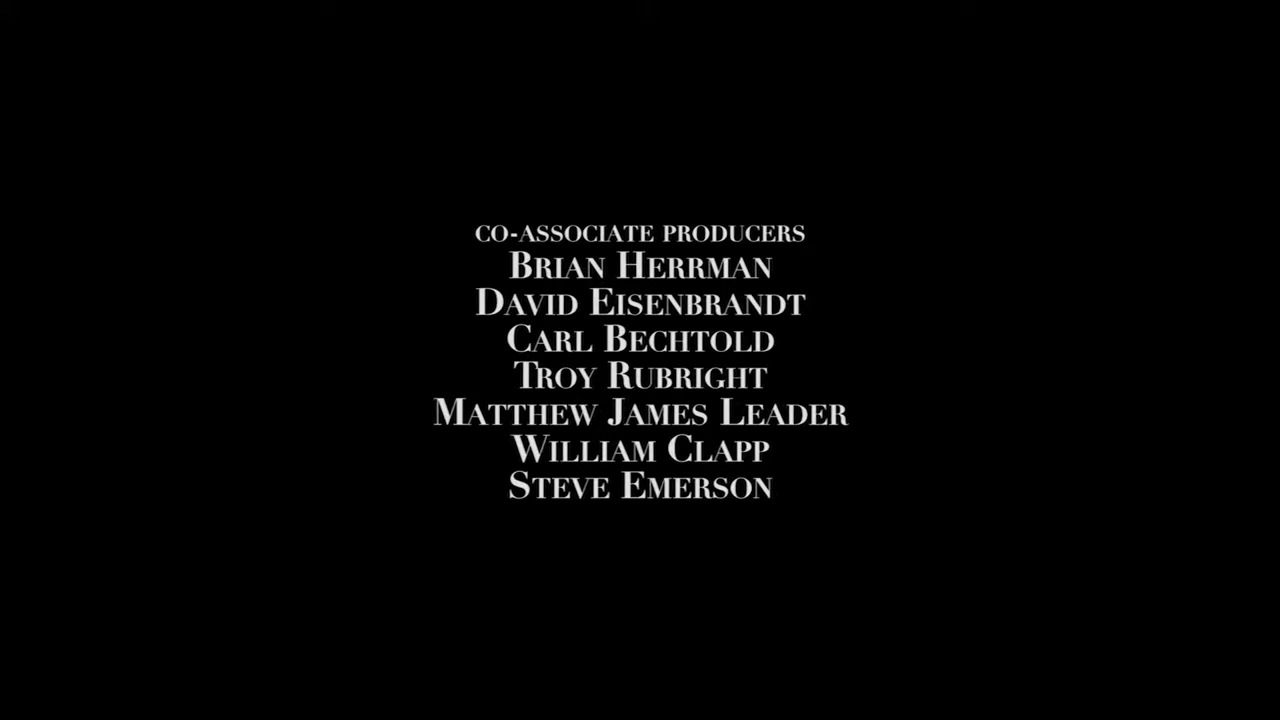 CO-ASSOCIATE PRODUCERS
BRIAN HERRMAN
DAVID EISENBRANDT
CARL BECHTOLD
TROY RUBRIGHT
MATTHEW JAMES LEADER
WILLIAM CLAPP
STEVE EMERSON